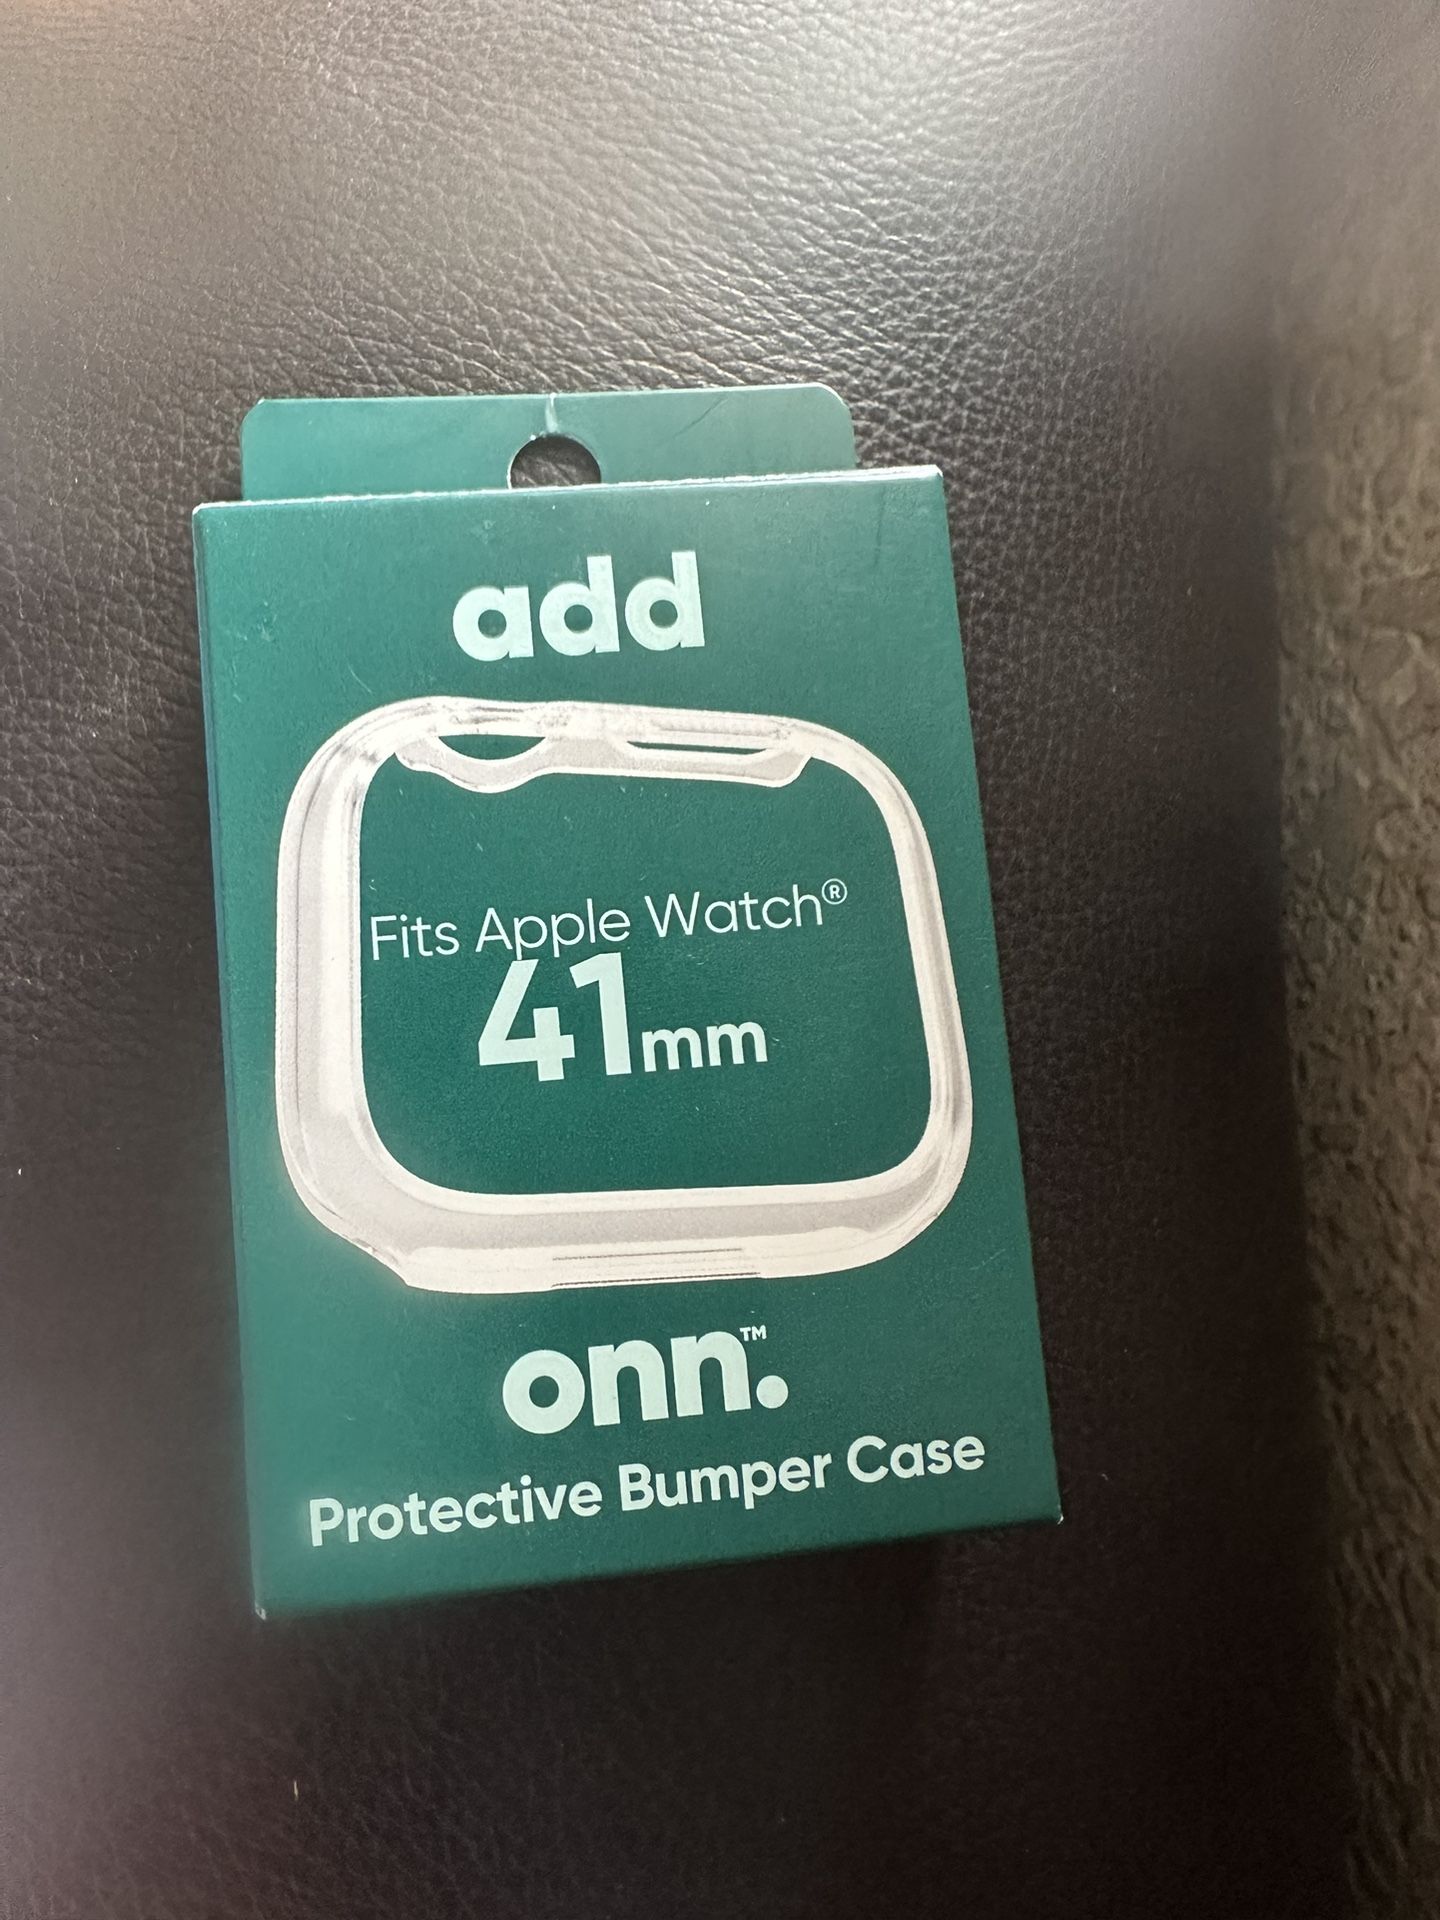 add
Fits Apple Watch®
41mm
onn.™
Protective Bumper Case